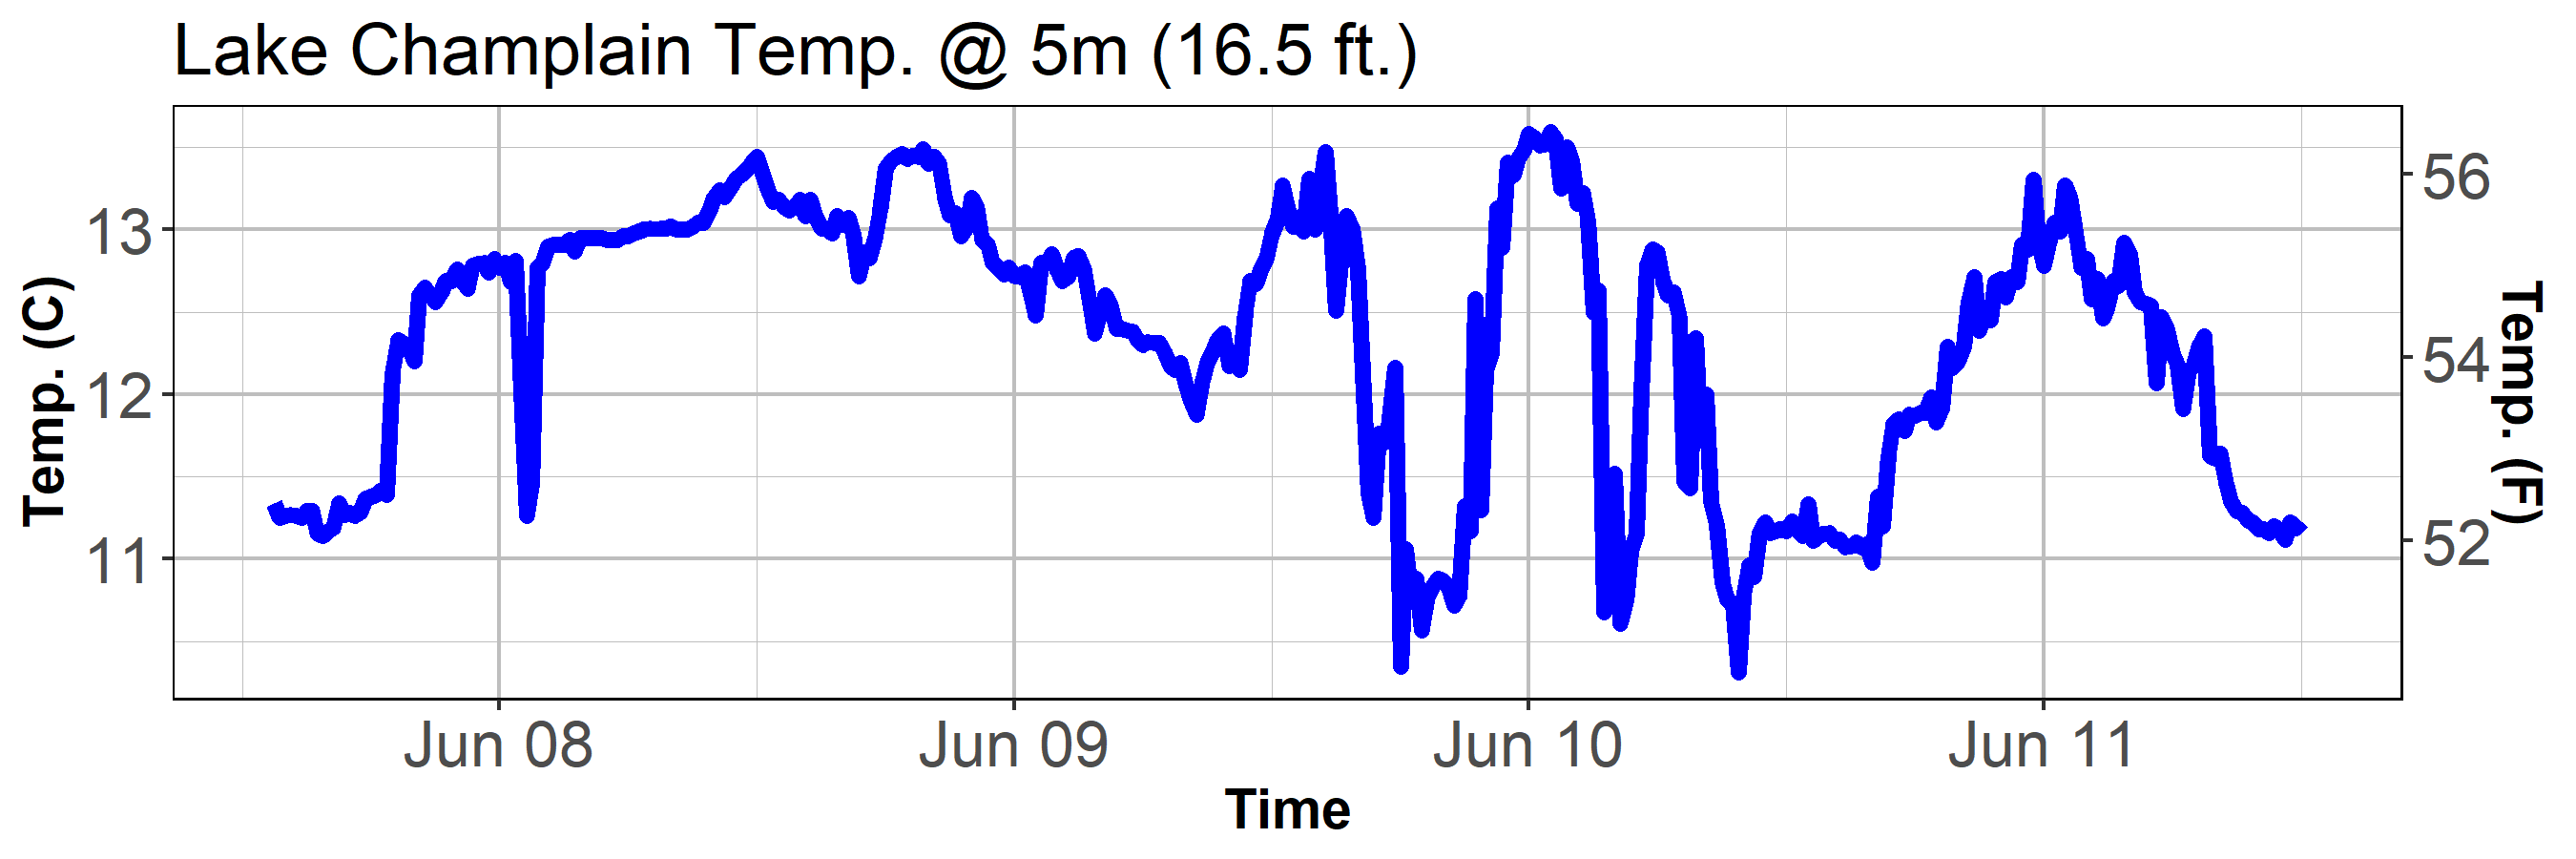 Lake Champlain Temp. @ 5m (16.5 ft.)
Temp. (C)
13
12
11
56
54
52
Temp. (F)
Jun 08 Jun 09 Jun 10 Jun 11
Time